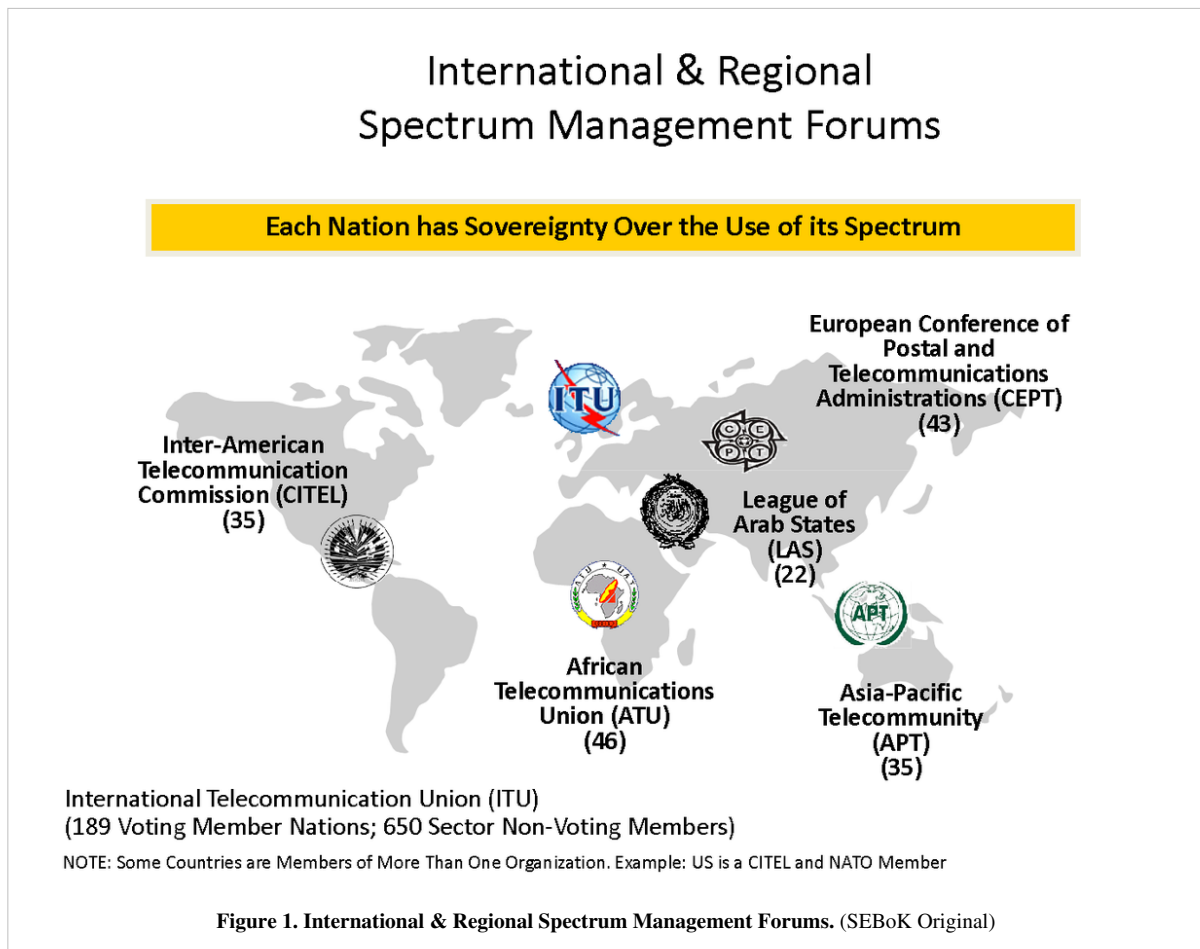 International & Regional
Spectrum Management Forums
Each Nation has Sovereignty Over the Use of its Spectrum
European Conference of
Postal and
Telecommunications
Administrations (CEPT)
(43)
ITU
C E
P T
Inter-American
Telecommunication
Commission (CITEL)
(35)
League of
Arab States
(LAS)
(22)
ATU ★ UAT
APT
African
Telecommunications
Union (ATU)
(46)
Asia-Pacific
Telecommunity
(APT)
(35)
International Telecommunication Union (ITU)
(189 Voting Member Nations; 650 Sector Non-Voting Members)
NOTE: Some Countries are Members of More Than One Organization. Example: US is a CITEL and NATO Member
Figure 1. International & Regional Spectrum Management Forums. (SEBoK Original)